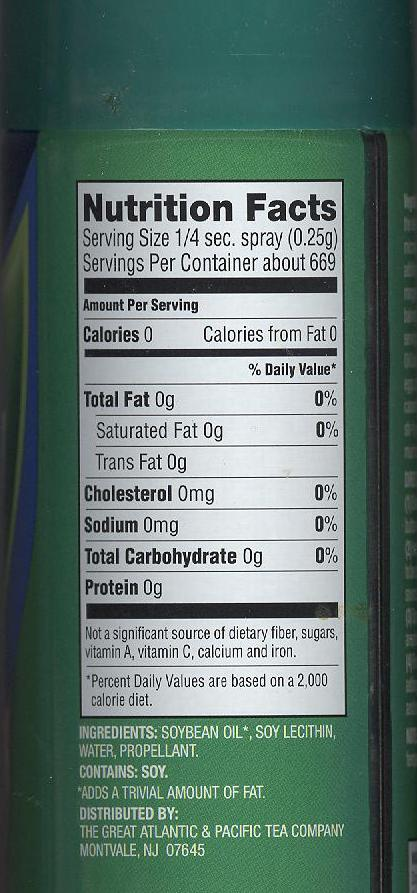 Nutrition Facts
Serving Size 1/4 sec. spray (0.25g)
Servings Per Container about 669
Amount Per Serving
Calories 0 Calories from Fat 0
% Daily Value*
Total Fat 0g 0%
Saturated Fat 0g 0%
Trans Fat 0g
Cholesterol 0mg 0%
Sodium 0mg 0%
Total Carbohydrate 0g 0%
Protein 0g
Not a significant source of dietary fiber, sugars,
vitamin A, vitamin C, calcium and iron.
*Percent Daily Values are based on a 2,000
calorie diet.
INGREDIENTS: SOYBEAN OIL*, SOY LECITHIN,
WATER, PROPELLANT.
CONTAINS: SOY.
*ADDS A TRIVIAL AMOUNT OF FAT.
DISTRIBUTED BY:
THE GREAT ATLANTIC & PACIFIC TEA COMPANY
MONTVALE, NJ 07645